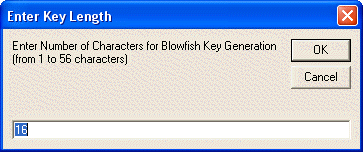 Enter Key Length
Enter Number of Characters for Blowfish Key Generation
(from 1 to 56 characters)
OK
Cancel
16